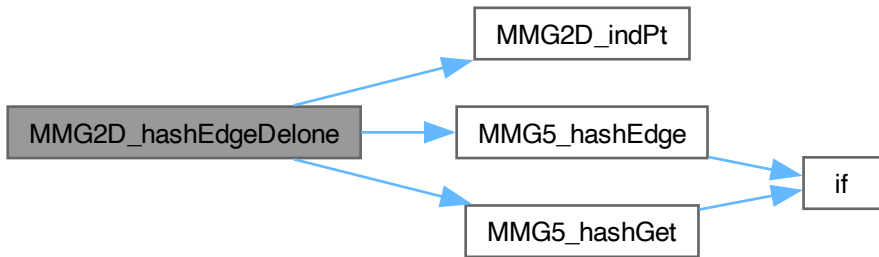 MMG2D_indPt
MMG2D_hashEdgeDelone
MMG5_hashEdge
if
MMG5_hashGet